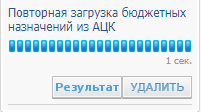 Повторная загрузка бюджетных
назначений из АЦК
1 сек.
Результат УДАЛИТЬ